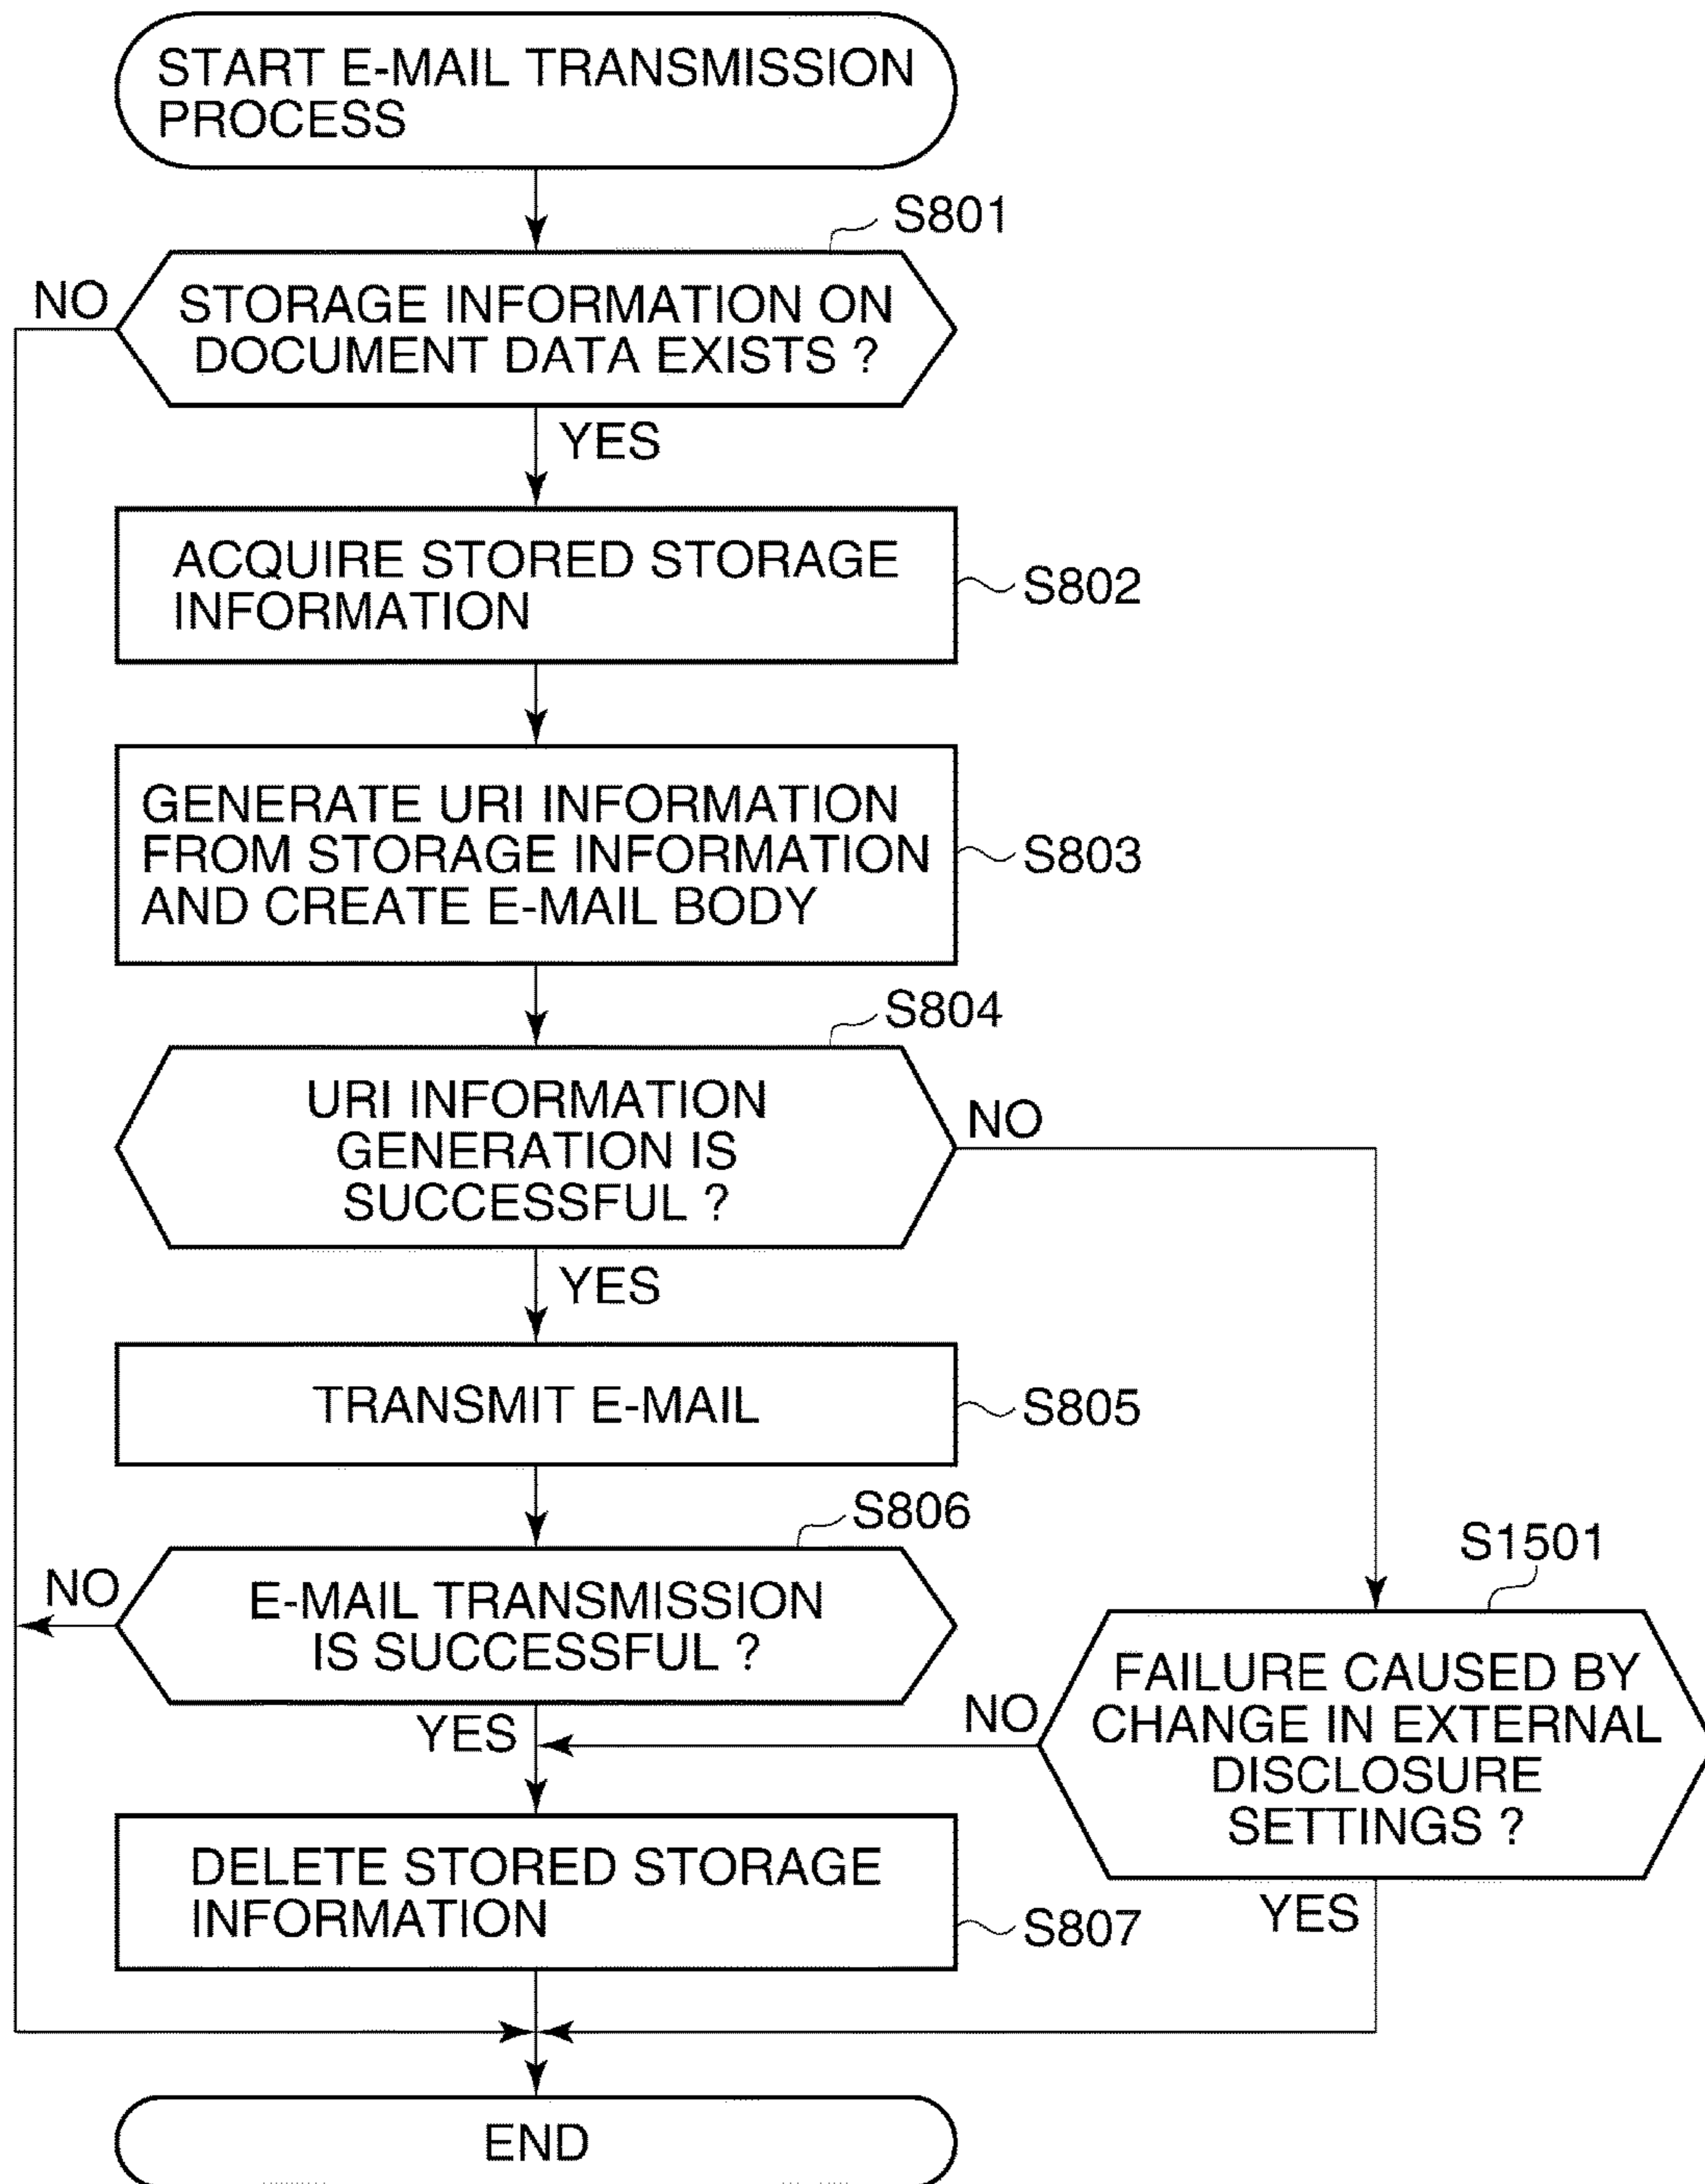 START E-MAIL TRANSMISSION
PROCESS
S801
NO
STORAGE INFORMATION ON
DOCUMENT DATA EXISTS ?
YES
ACQUIRE STORED STORAGE
INFORMATION
S802
GENERATE URI INFORMATION
FROM STORAGE INFORMATION
AND CREATE E-MAIL BODY
S803
S804
URI INFORMATION
GENERATION IS
SUCCESSFUL ?
NO
YES
TRANSMIT E-MAIL
S805
S806
NO
E-MAIL TRANSMISSION
IS SUCCESSFUL ?
YES
S1501
FAILURE CAUSED BY
CHANGE IN EXTERNAL
DISCLOSURE
SETTINGS ?
NO
YES
DELETE STORED STORAGE
INFORMATION
S807
END